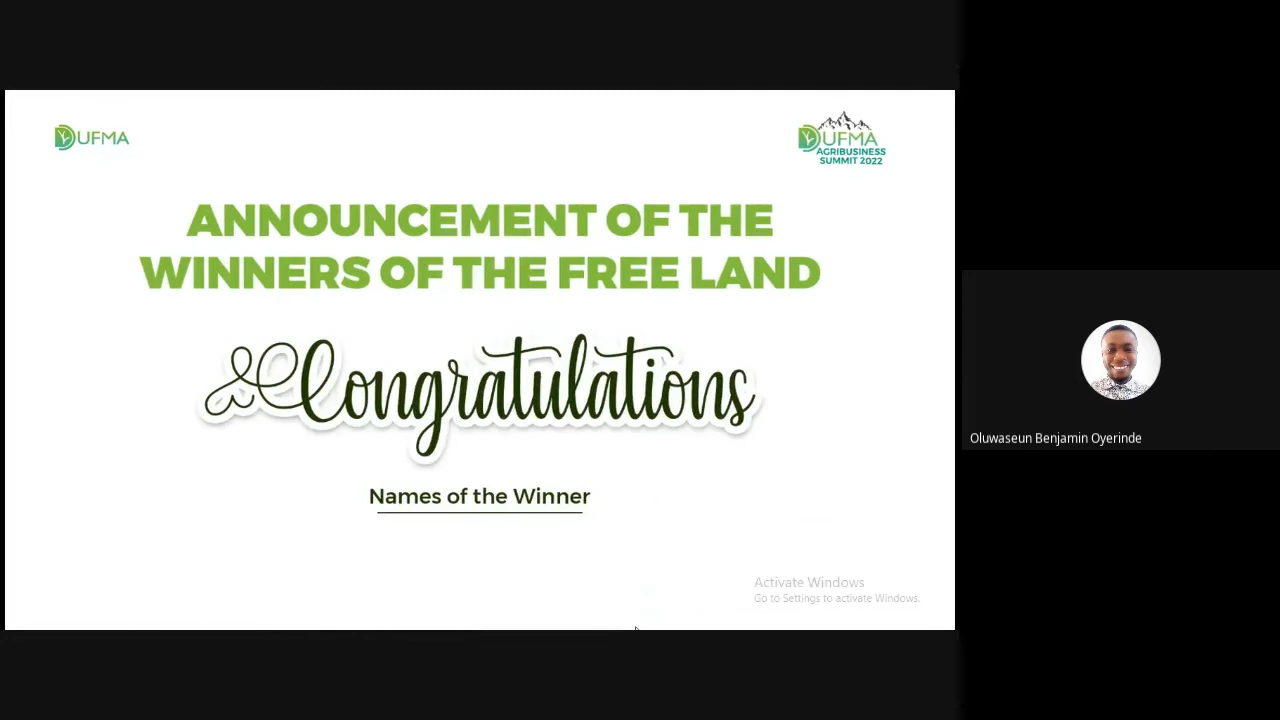 DUFMA
DUFMA
AGRIBUSINESS
SUMMIT 2022
ANNOUNCEMENT OF THE
WINNERS OF THE FREE LAND
Congratulations
Names of the Winner
Activate Windows
Go to Settings to activate Windows.
Oluwaseun Benjamin Oyerinde